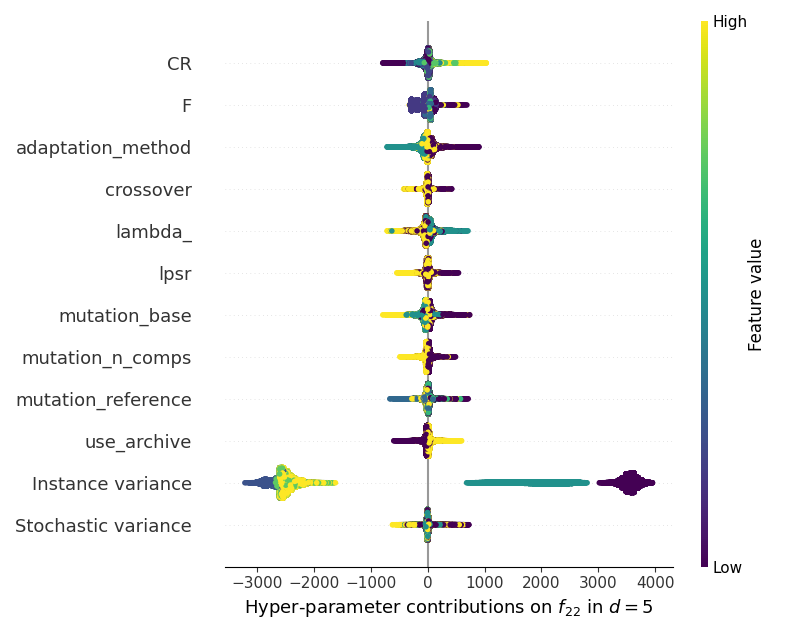 High
CR
F
adaptation_method
crossover
lambda_
lpsr
mutation_base
mutation_n_comps
mutation_reference
use_archive
Instance variance
Stochastic variance
Feature value
Low
−3000 −2000 −1000 0 1000 2000 3000 4000
Hyper-parameter contributions on f22 in d = 5